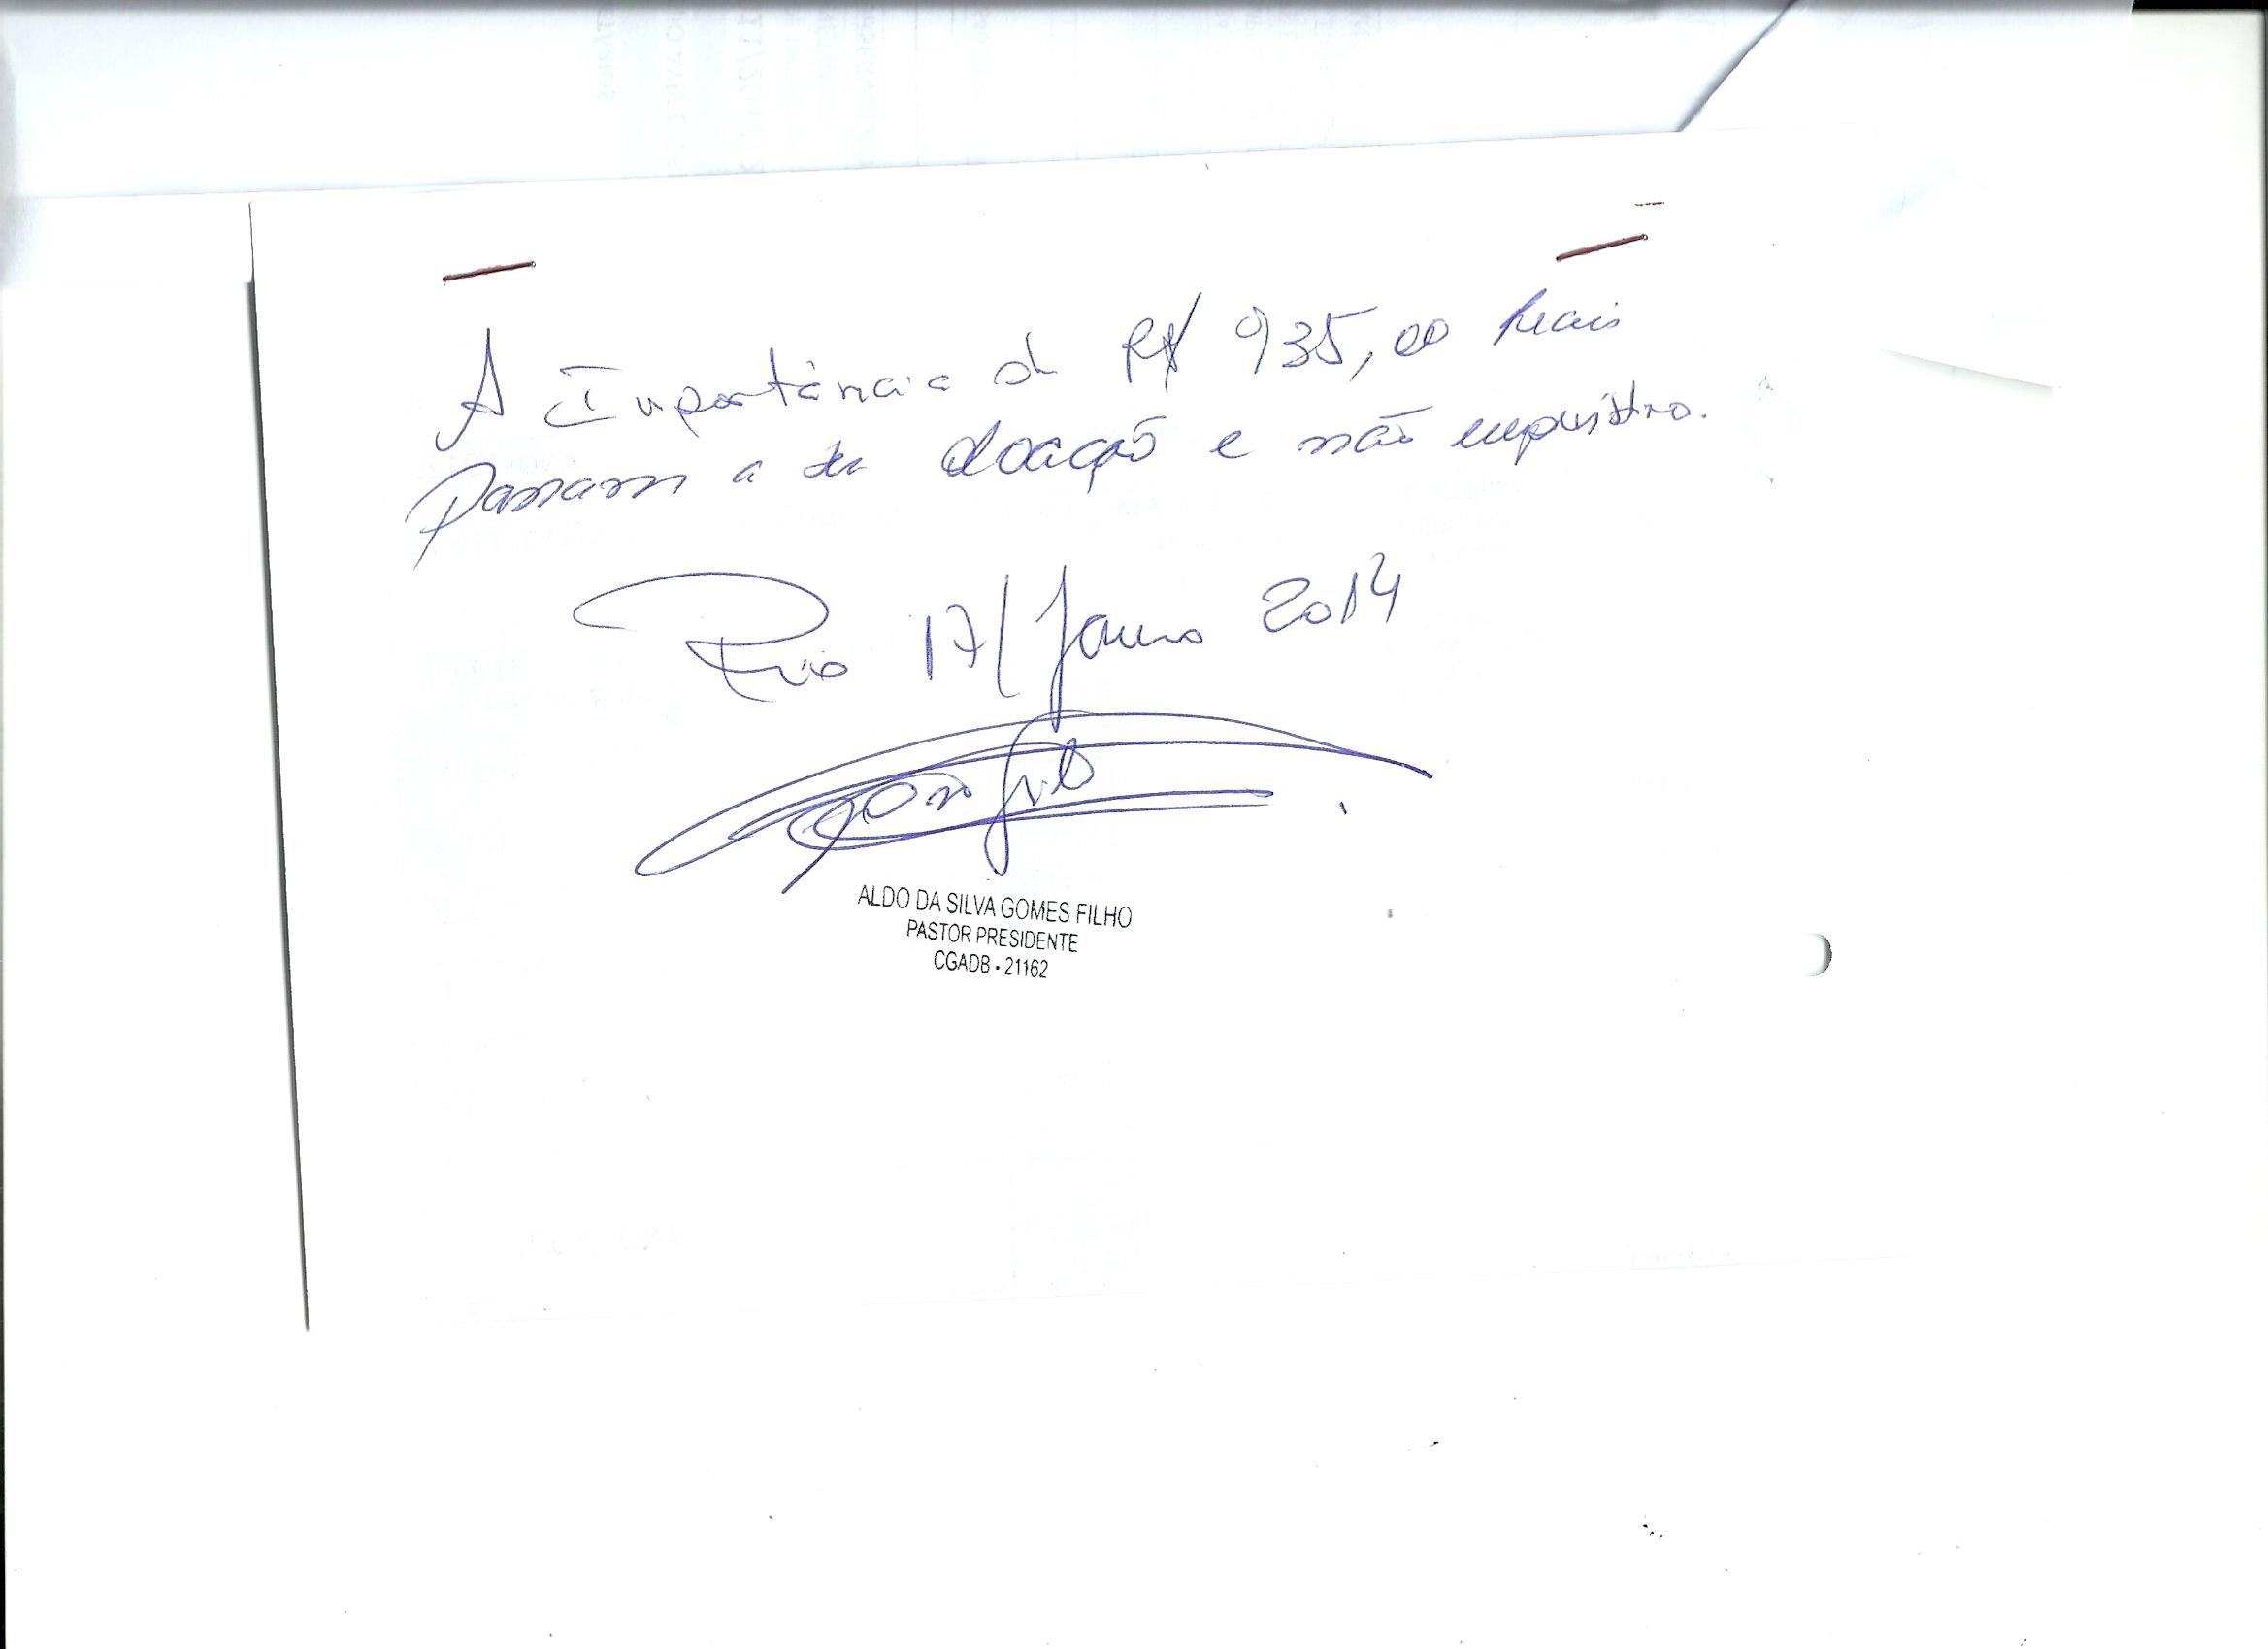 A Importância de R$ 935,00 reais
passam a ser doação e não empréstimo.
Rio 17/Janeiro 2014
ALDO DA SILVA GOMES FILHO
PASTOR PRESIDENTE
CGADB • 21162